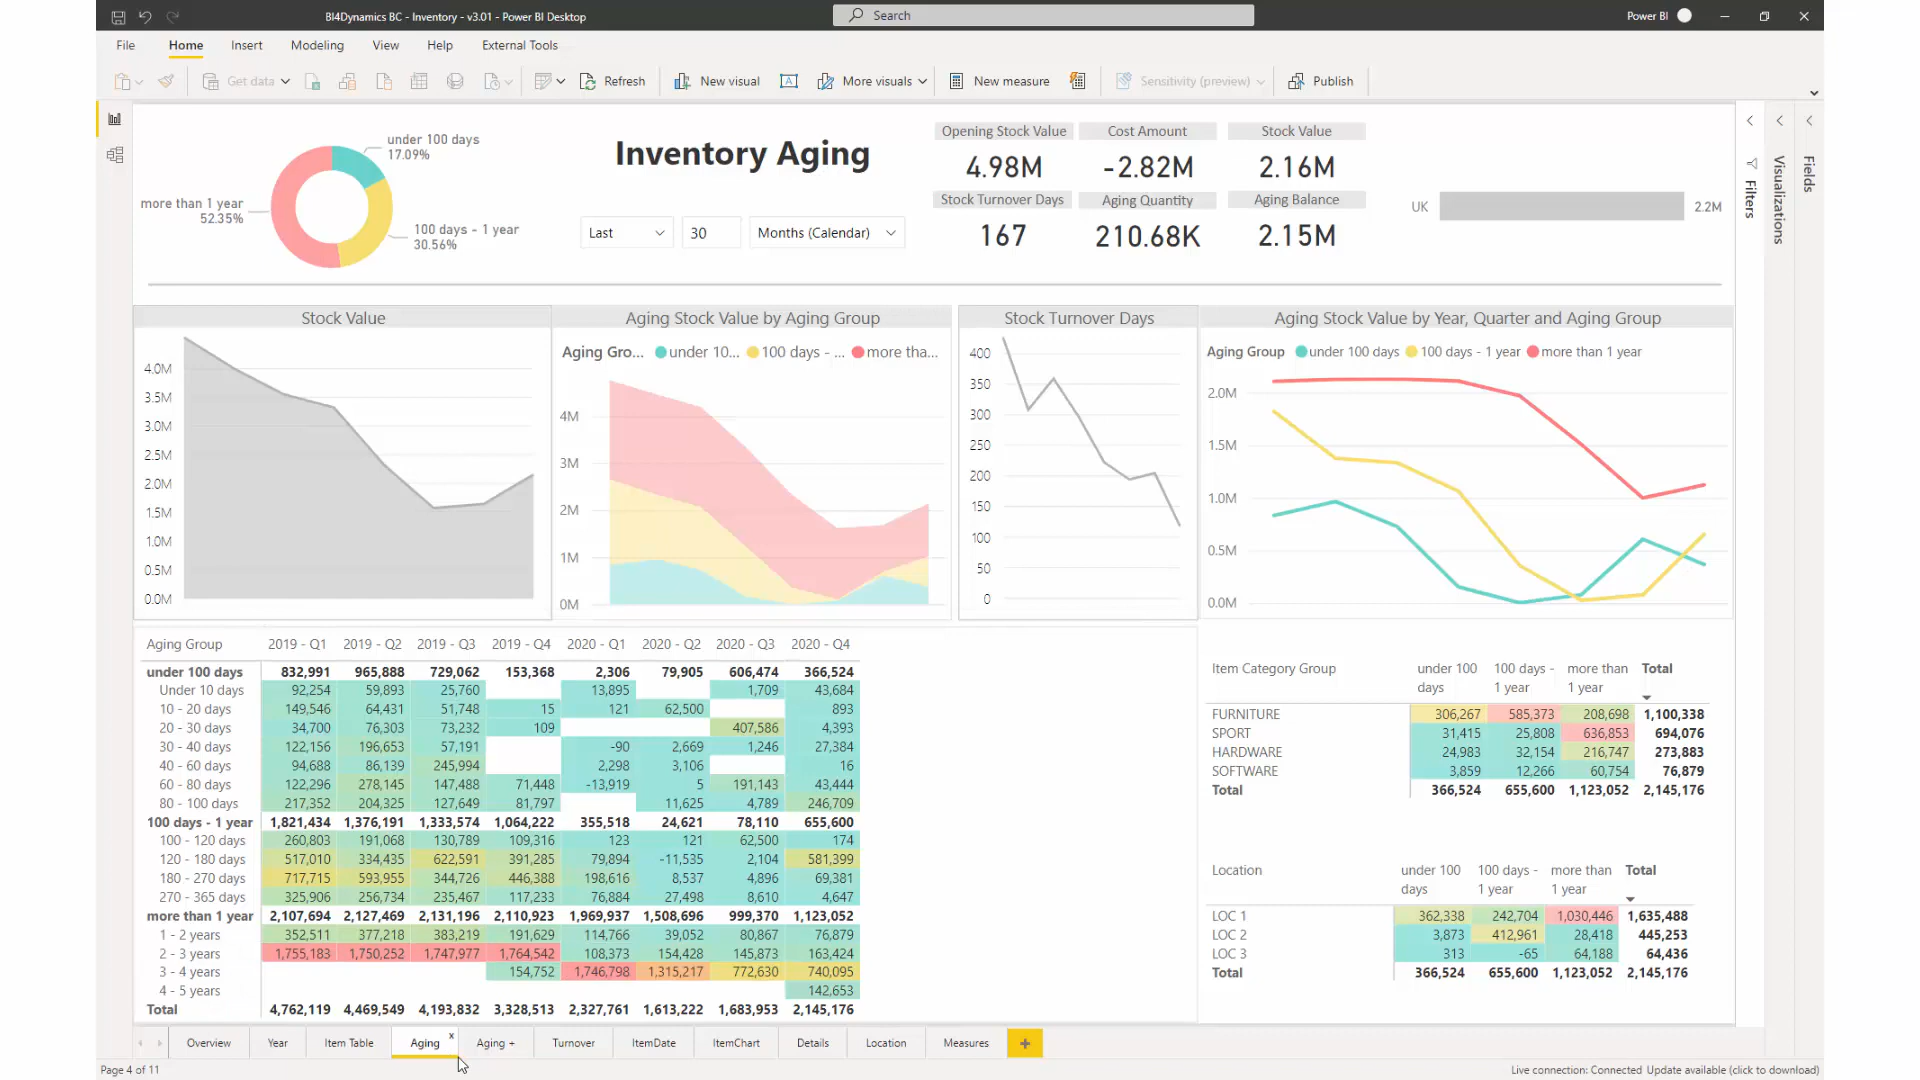 BI4Dynamics BC - Inventory - v3.01 - Power BI Desktop
Search
Power BI
File Home Insert Modeling View Help External Tools
Get data Refresh New visual More visuals New measure Sensitivity (preview) Publish
under 100 days
17.09%
more than 1 year
52.35%
100 days - 1 year
30.56%
Inventory Aging
Last 30 Months (Calendar)
Opening Stock Value Cost Amount Stock Value
4.98M -2.82M 2.16M
Stock Turnover Days Aging Quantity Aging Balance
167 210.68K 2.15M
UK 2.2M
Filters
Visualizations
Fields
Stock Value
4.0M
3.5M
3.0M
2.5M
2.0M
1.5M
1.0M
0.5M
0.0M
Aging Stock Value by Aging Group
Aging Gro... under 10... 100 days - ... more tha...
4M
3M
2M
1M
0M
Stock Turnover Days
400
350
300
250
200
150
100
50
0
Aging Stock Value by Year, Quarter and Aging Group
Aging Group under 100 days 100 days - 1 year more than 1 year
2.0M
1.5M
1.0M
0.5M
0.0M
Aging Group 2019 - Q1 2019 - Q2 2019 - Q3 2019 - Q4 2020 - Q1 2020 - Q2 2020 - Q3 2020 - Q4
under 100 days 832,991 965,888 729,062 153,368 2,306 79,905 606,474 366,524
Under 10 days 92,254 59,893 25,760 13,895 1,709 43,684
10 - 20 days 149,546 64,431 51,748 15 121 62,500 893
20 - 30 days 34,700 76,303 73,232 109 407,586 4,393
30 - 40 days 122,156 196,653 57,191 -90 2,669 1,246 27,384
40 - 60 days 94,688 86,139 245,994 2,298 3,106 16
60 - 80 days 122,296 278,145 147,488 71,448 -13,919 5 191,143 43,444
80 - 100 days 217,352 204,325 127,649 81,797 11,625 4,789 246,709
100 days - 1 year 1,821,434 1,376,191 1,333,574 1,064,222 355,518 24,621 78,110 655,600
100 - 120 days 260,803 191,068 130,789 109,316 123 121 62,500 174
120 - 180 days 517,010 334,435 622,591 391,285 79,894 -11,535 2,104 581,399
180 - 270 days 717,715 593,955 344,726 446,388 198,616 8,537 4,896 69,381
270 - 365 days 325,906 256,734 235,467 117,233 76,884 27,498 8,610 4,647
more than 1 year 2,107,694 2,127,469 2,131,196 2,110,923 1,969,937 1,508,696 999,370 1,123,052
1 - 2 years 352,511 377,218 383,219 191,629 114,766 39,052 80,867 76,879
2 - 3 years 1,755,183 1,750,252 1,747,977 1,764,542 108,373 154,428 145,873 163,424
3 - 4 years 154,752 1,746,798 1,315,217 772,630 740,095
4 - 5 years 142,653
Total 4,762,119 4,469,549 4,193,832 3,328,513 2,327,761 1,613,222 1,683,953 2,145,176
Item Category Group under 100 days 100 days - 1 year more than 1 year Total
FURNITURE 306,267 585,373 208,698 1,100,338
SPORT 31,415 25,808 636,853 694,076
HARDWARE 24,983 32,154 216,747 273,883
SOFTWARE 3,859 12,266 60,754 76,879
Total 366,524 655,600 1,123,052 2,145,176
Location under 100 days 100 days - 1 year more than 1 year Total
LOC 1 362,338 242,704 1,030,446 1,635,488
LOC 2 3,873 412,961 28,418 445,253
LOC 3 313 -65 64,188 64,436
Total 366,524 655,600 1,123,052 2,145,176
Overview Year Item Table Aging x Aging + Turnover ItemDate ItemChart Details Location Measures +
Page 4 of 11
Live connection: Connected Update available (click to download)